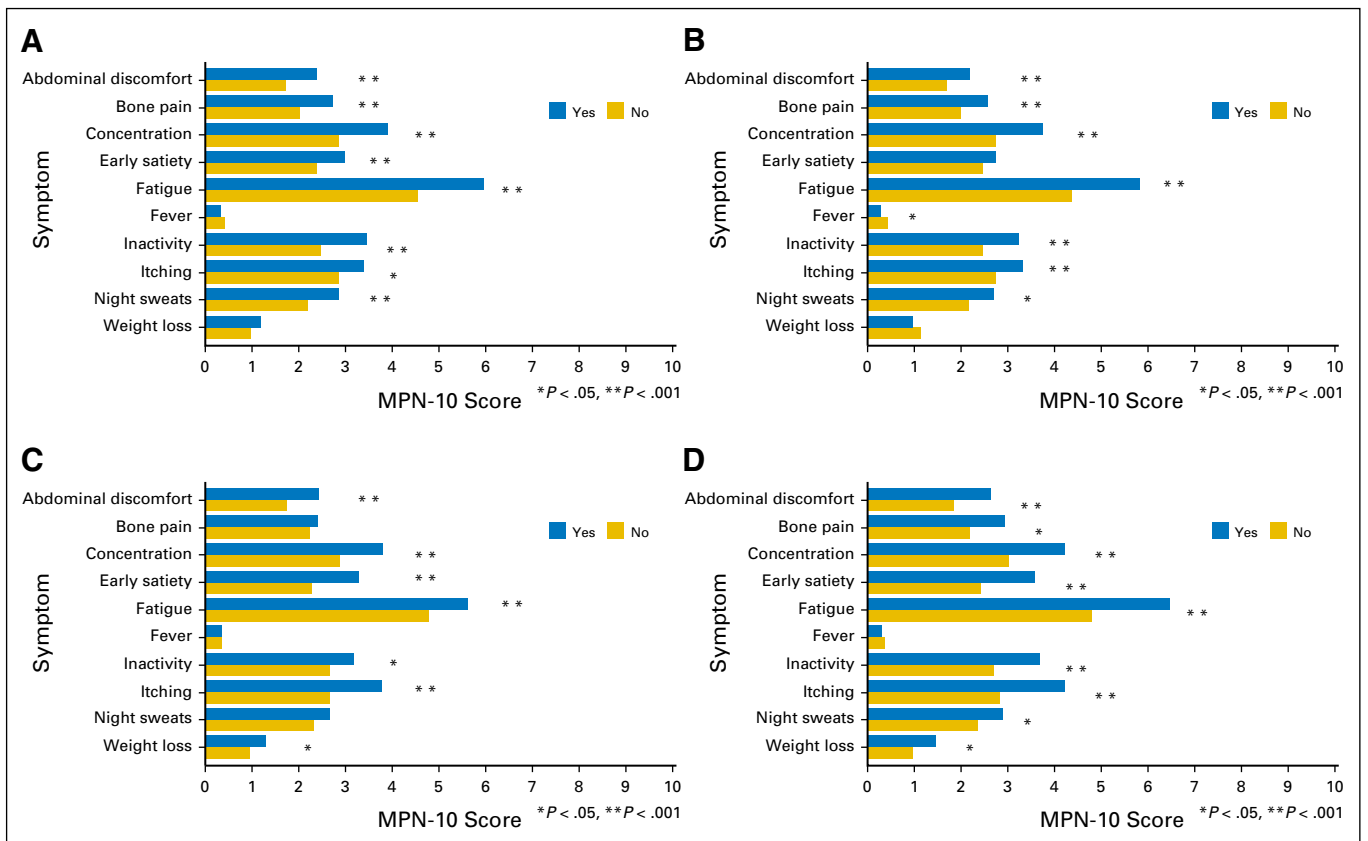 A
Abdominal discomfort * *
Bone pain * *
Yes No
Concentration * *
Early satiety * *
Fatigue * *
Fever
Inactivity * *
Itching *
Night sweats * *
Weight loss
Symptom
0 1 2 3 4 5 6 7 8 9 10
MPN-10 Score
*P < .05, **P < .001
B
Abdominal discomfort * *
Bone pain * *
Yes No
Concentration * *
Early satiety
Fatigue * *
Fever *
Inactivity * *
Itching * *
Night sweats *
Weight loss
Symptom
0 1 2 3 4 5 6 7 8 9 10
MPN-10 Score
*P < .05, **P < .001
C
Abdominal discomfort * *
Bone pain
Yes No
Concentration * *
Early satiety * *
Fatigue * *
Fever
Inactivity *
Itching * *
Night sweats
Weight loss *
Symptom
0 1 2 3 4 5 6 7 8 9 10
MPN-10 Score
*P < .05, **P < .001
D
Abdominal discomfort * *
Bone pain *
Yes No
Concentration * *
Early satiety * *
Fatigue * *
Fever
Inactivity * *
Itching * *
Night sweats *
Weight loss *
Symptom
0 1 2 3 4 5 6 7 8 9 10
MPN-10 Score
*P < .05, **P < .001